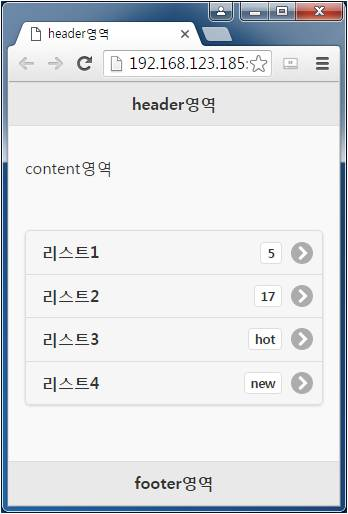 header영역
192.168.123.185:
header영역
content영역
리스트1 5
리스트2 17
리스트3 hot
리스트4 new
footer영역